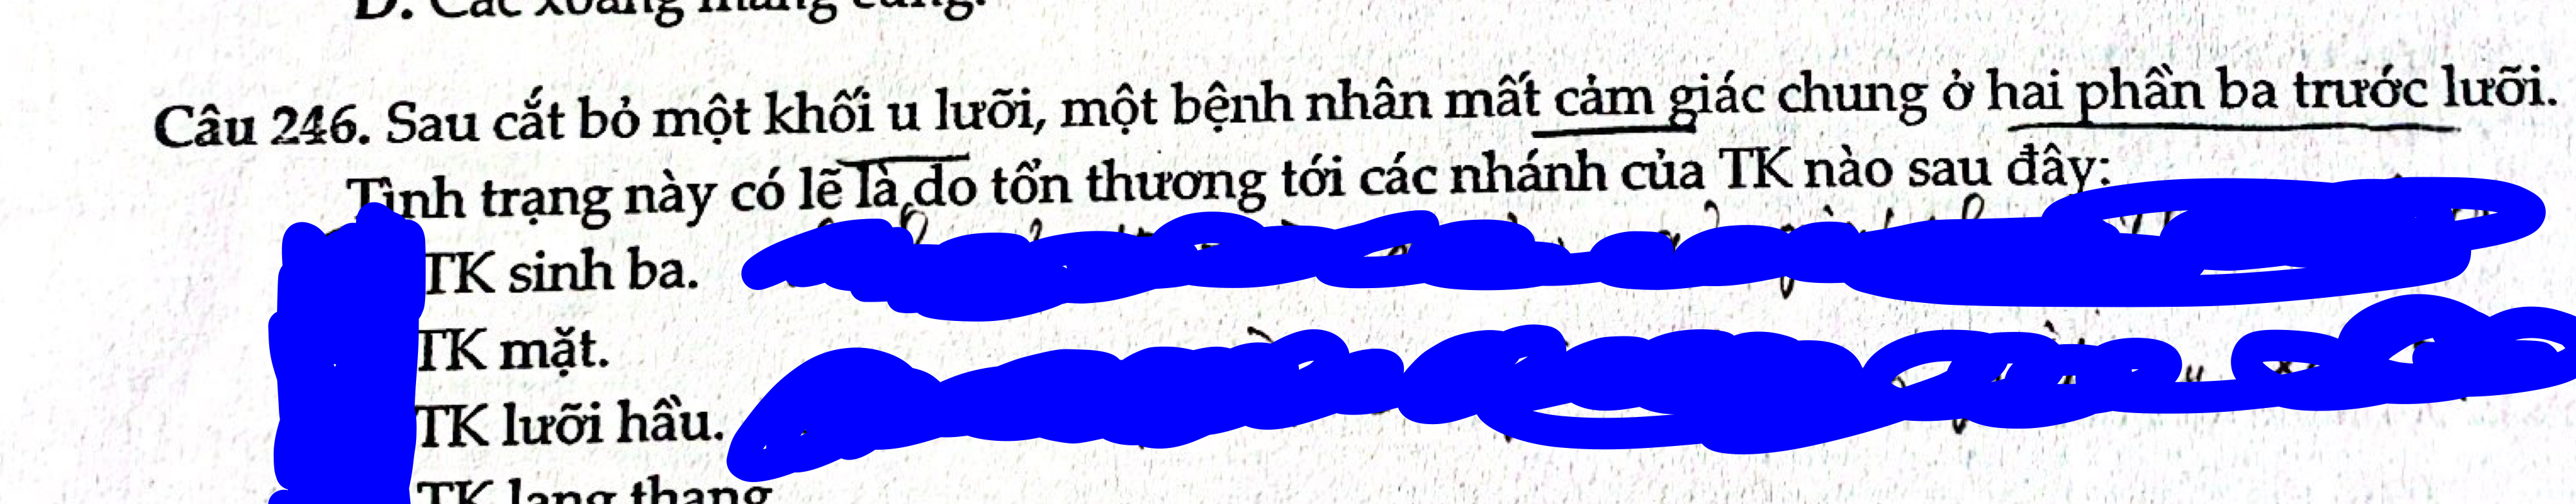 D. Các xoang màng cứng.
Câu 246. Sau cắt bỏ một khối u lưỡi, một bệnh nhân mất cảm giác chung ở hai phần ba trước lưỡi.
Tình trạng này có lẽ là do tổn thương tới các nhánh của TK nào sau đây:
TK sinh ba.
TK mặt.
TK lưỡi hầu.
TK lang thang